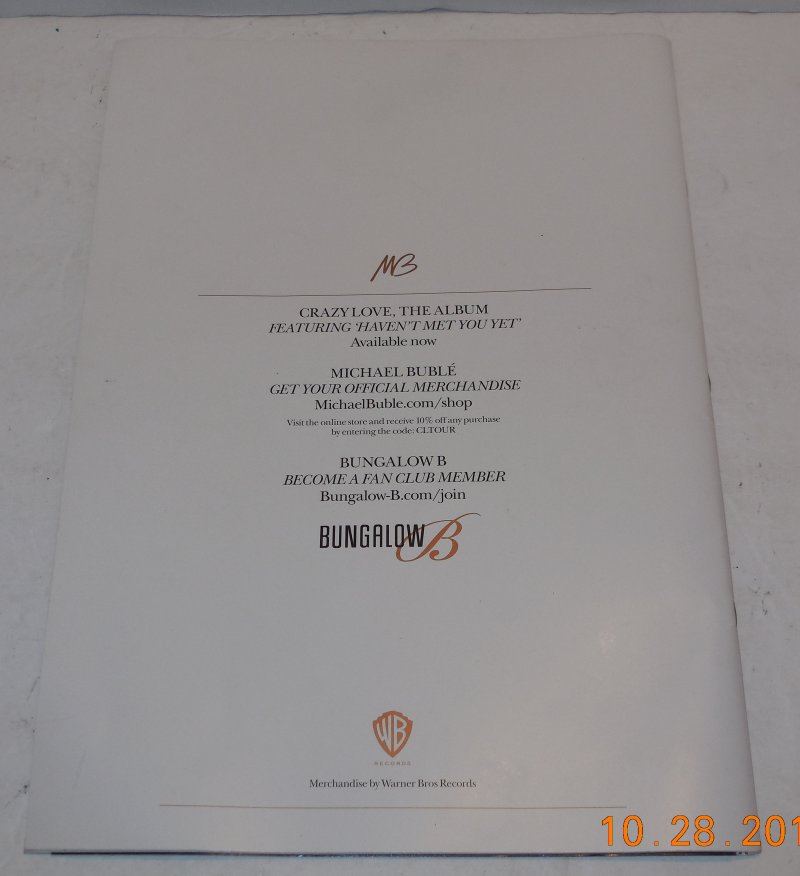 MB
CRAZY LOVE, THE ALBUM
FEATURING ‘HAVEN’T MET YOU YET’
Available now
MICHAEL BUBLÉ
GET YOUR OFFICIAL MERCHANDISE
MichaelBuble.com/shop
Visit the online store and receive 10% off any purchase
by entering the code: CLTOUR
BUNGALOW B
BECOME A FAN CLUB MEMBER
Bungalow-B.com/join
BUNGALOW B
WB
RECORDS
Merchandise by Warner Bros Records
10.28.201